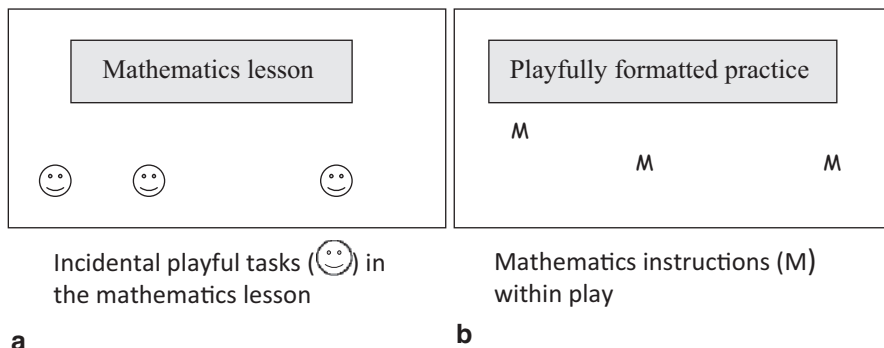 Mathematics lesson
Incidental playful tasks ( ) in
the mathematics lesson
a
Playfully formatted practice
M
M
M
Mathematics instructions (M)
within play
b